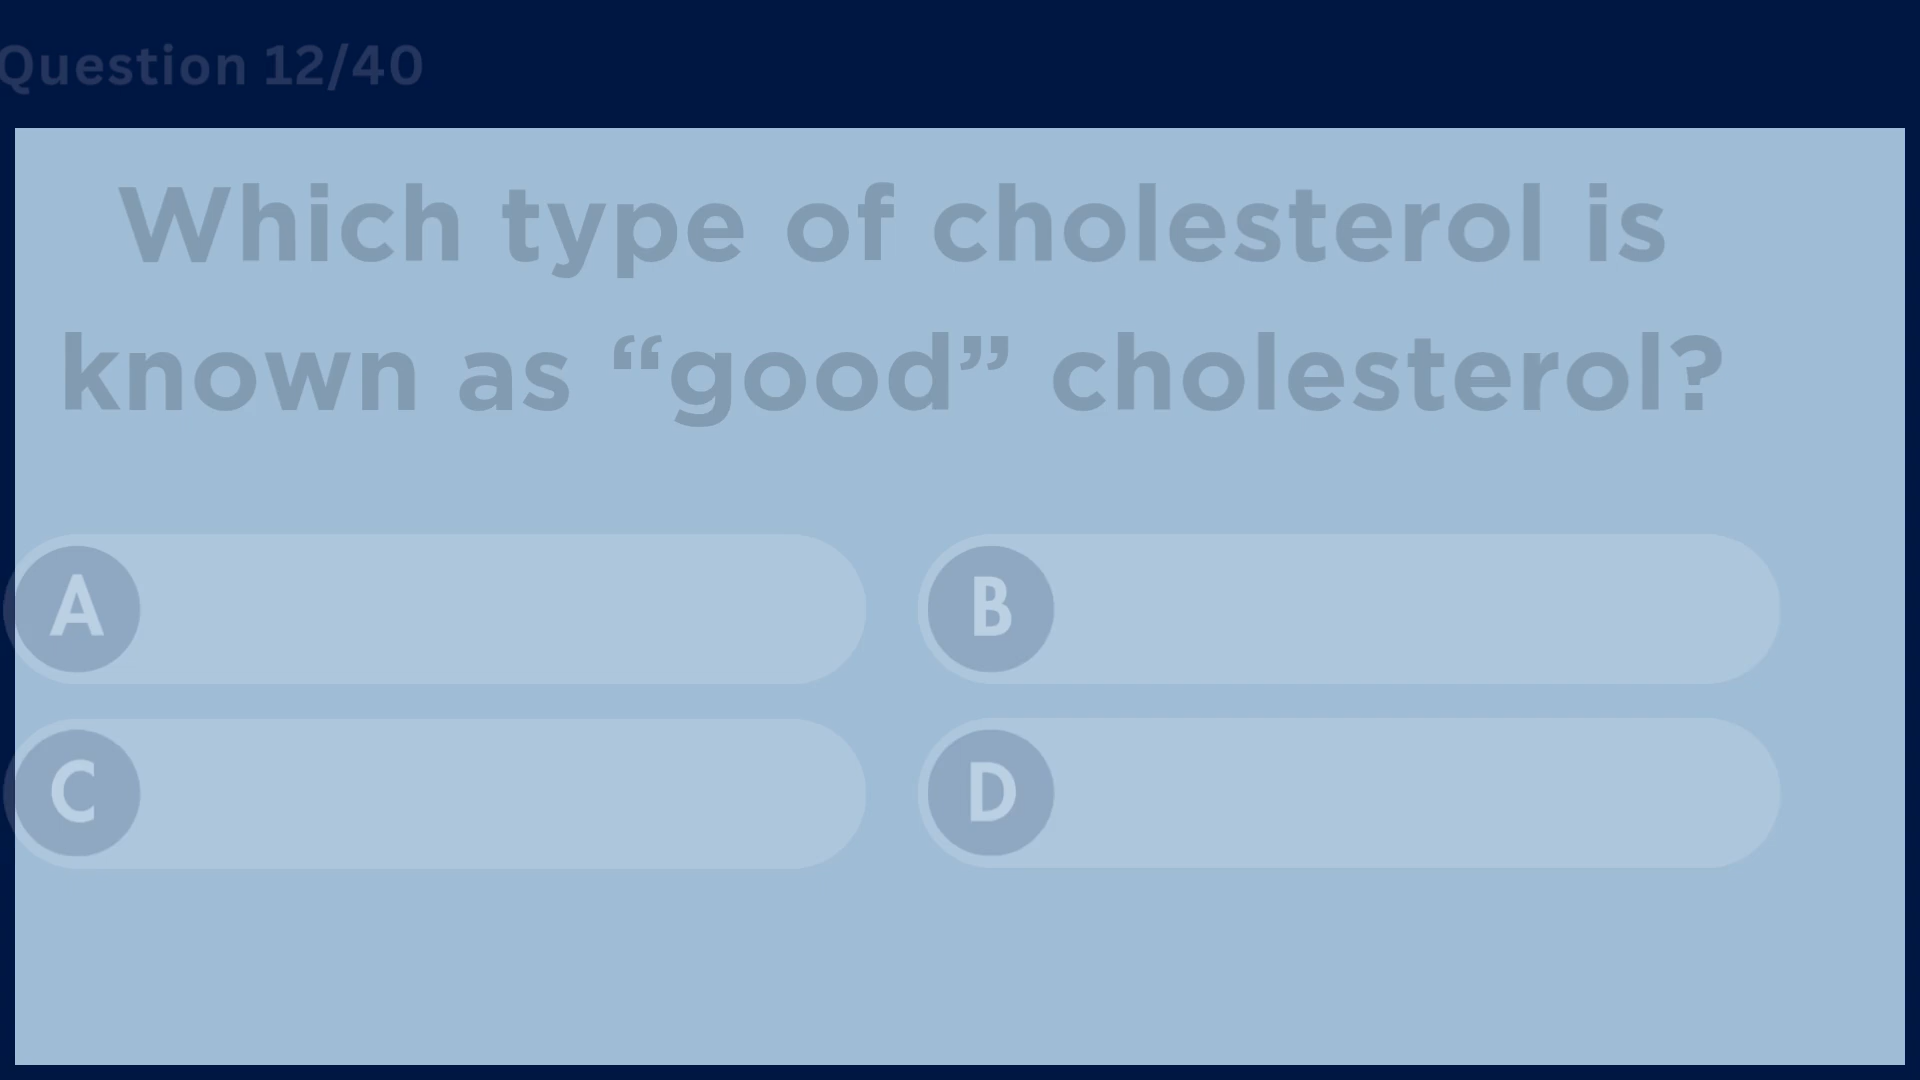 Question 12/40
Which type of cholesterol is
known as “good” cholesterol?
A
B
C
D